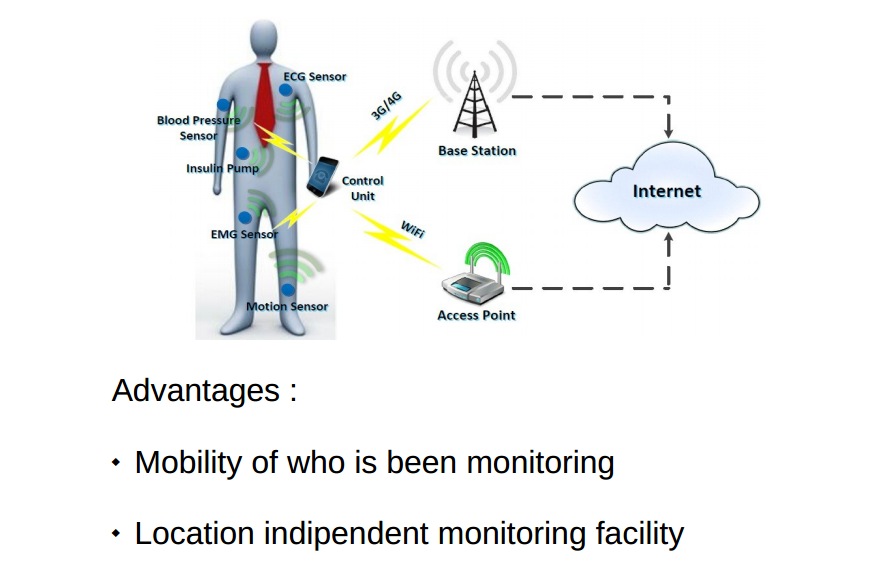 ECG Sensor
Blood Pressure
Sensor
Insulin Pump
EMG Sensor
Motion Sensor
Control
Unit
3G/4G
WiFi
Base Station
Access Point
Internet
Advantages :
Mobility of who is been monitoring
Location indipendent monitoring facility